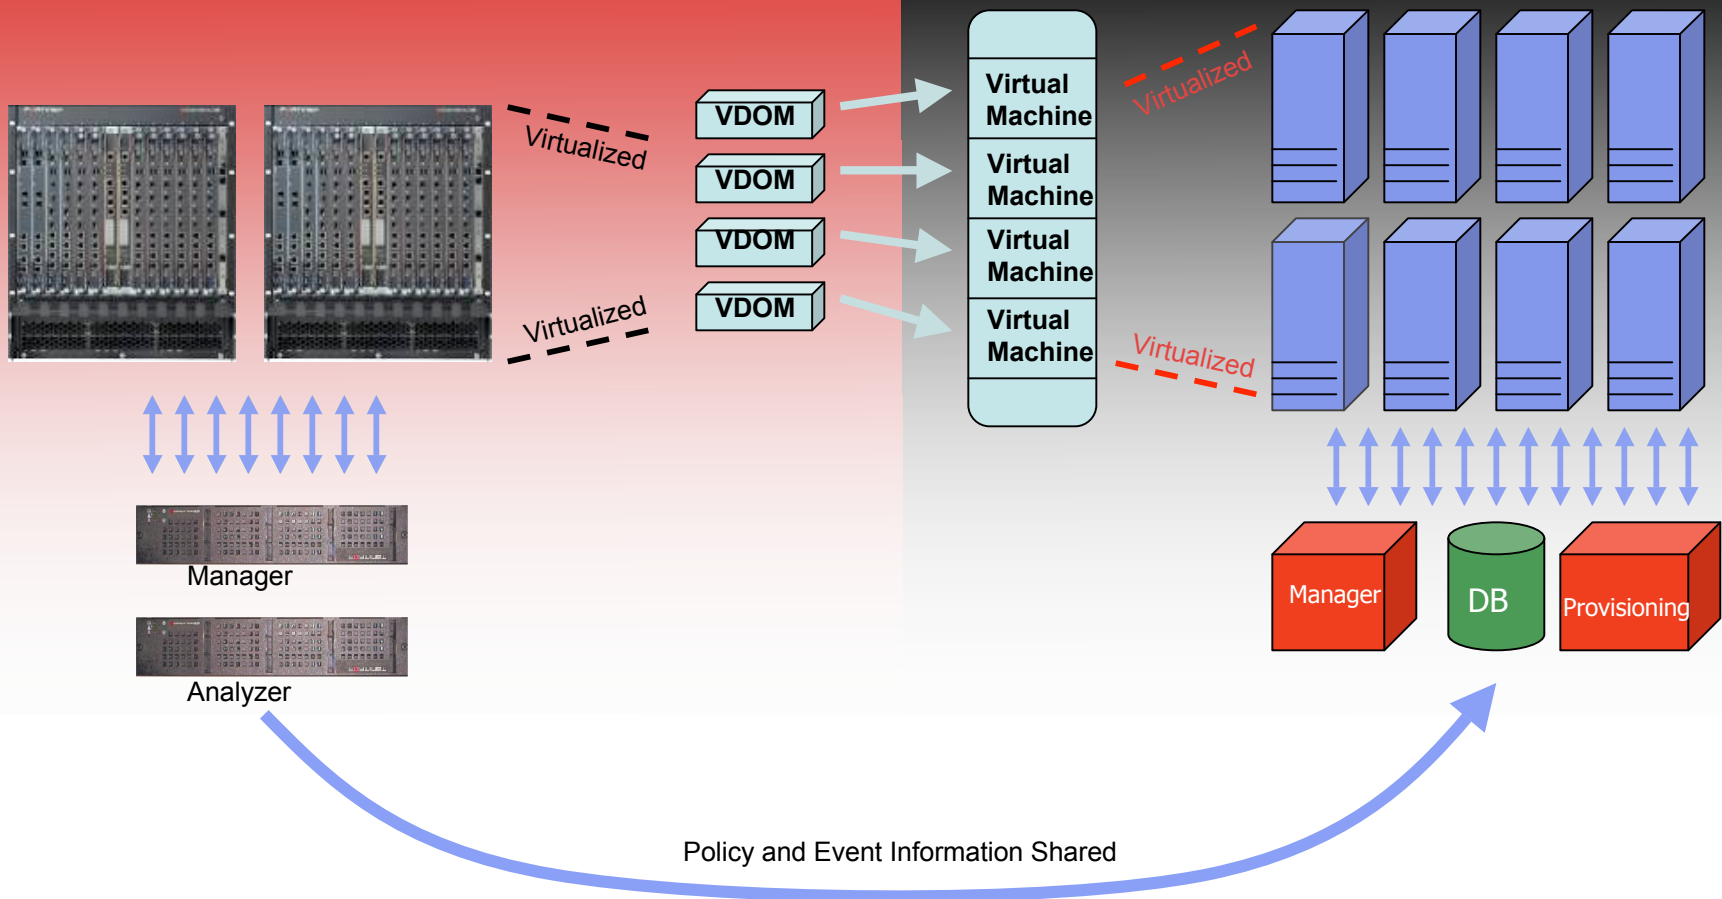 Virtualized
Virtualized
VDOM
VDOM
VDOM
VDOM
Virtual
Machine
Virtual
Machine
Virtual
Machine
Virtual
Machine
Virtualized
Virtualized
Manager
Analyzer
Manager
DB
Provisioning
Policy and Event Information Shared